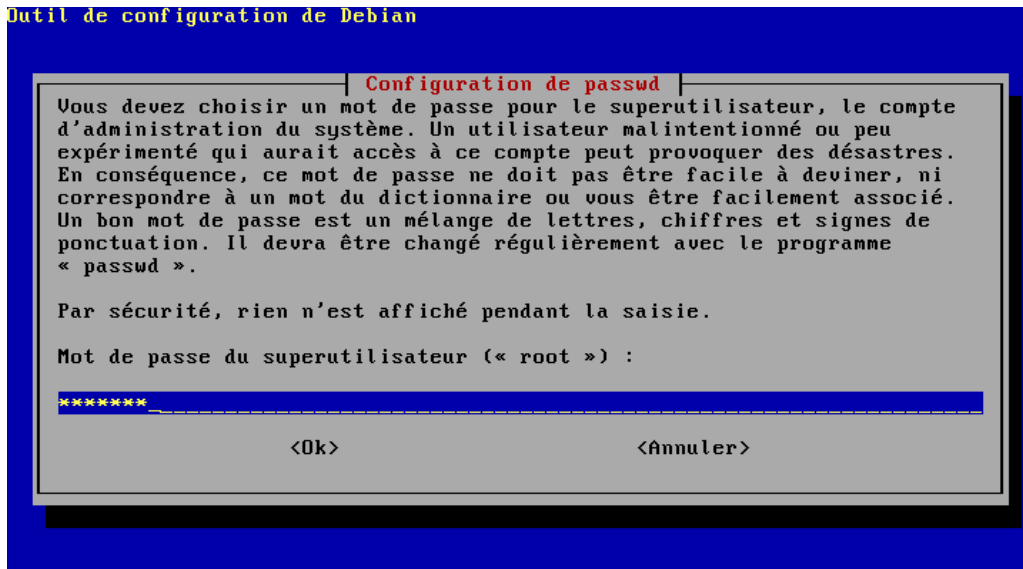 Outil de configuration de Debian
Configuration de passwd
Vous devez choisir un mot de passe pour le superutilisateur, le compte
d'administration du système. Un utilisateur malintentionné ou peu
expérimenté qui aurait accès à ce compte peut provoquer des désastres.
En conséquence, ce mot de passe ne doit pas être facile à deviner, ni
correspondre à un mot du dictionnaire ou vous être facilement associé.
Un bon mot de passe est un mélange de lettres, chiffres et signes de
ponctuation. Il devra être changé régulièrement avec le programme
« passwd ».
Par sécurité, rien n'est affiché pendant la saisie.
Mot de passe du superutilisateur (« root ») :
*******
<Ok> <Annuler>